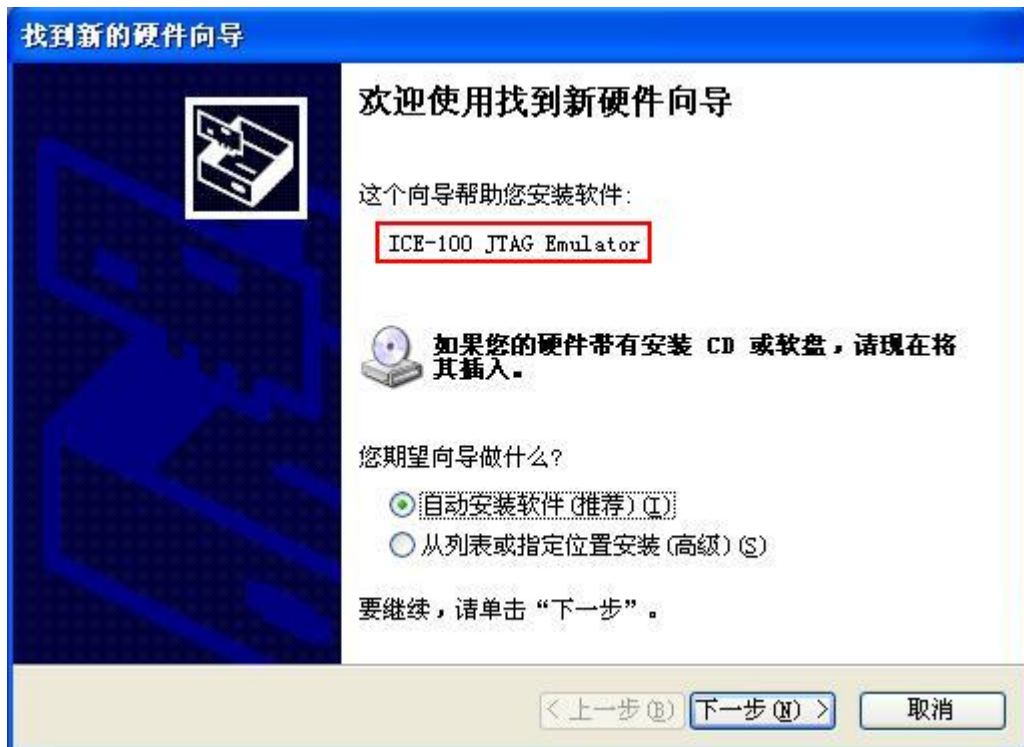 找到新的硬件向导
欢迎使用找到新硬件向导
这个向导帮助您安装软件:
ICE-100 JTAG Emulator
如果您的硬件带有安装 CD 或软盘，请现在将
其插入。
您期望向导做什么?
自动安装软件(推荐)(I)
从列表或指定位置安装(高级)(S)
要继续，请单击“下一步”。
< 上一步(B) 下一步(N) > 取消